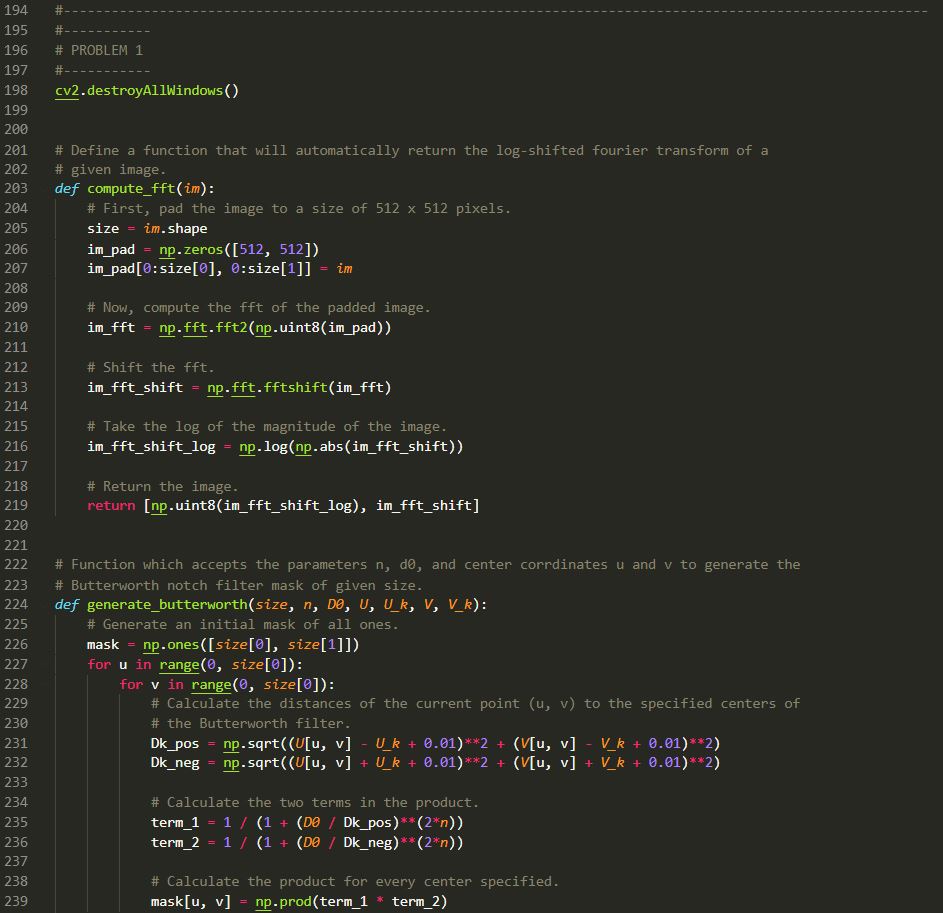 194 #------------------------------------------------------------------------------------------------------------
195 #-----------
196 # PROBLEM 1
197 #-----------
198 cv2.destroyAllWindows()
199
200
201 # Define a function that will automatically return the log-shifted fourier transform of a
202 # given image.
203 def compute_fft(im):
204     # First, pad the image to a size of 512 x 512 pixels.
205     size = im.shape
206     im_pad = np.zeros([512, 512])
207     im_pad[0:size[0], 0:size[1]] = im
208
209     # Now, compute the fft of the padded image.
210     im_fft = np.fft.fft2(np.uint8(im_pad))
211
212     # Shift the fft.
213     im_fft_shift = np.fft.fftshift(im_fft)
214
215     # Take the log of the magnitude of the image.
216     im_fft_shift_log = np.log(np.abs(im_fft_shift))
217
218     # Return the image.
219     return [np.uint8(im_fft_shift_log), im_fft_shift]
220
221
222 # Function which accepts the parameters n, d0, and center corrdinates u and v to generate the
223 # Butterworth notch filter mask of given size.
224 def generate_butterworth(size, n, D0, U, U_k, V, V_k):
225     # Generate an initial mask of all ones.
226     mask = np.ones([size[0], size[1]])
227     for u in range(0, size[0]):
228         for v in range(0, size[0]):
229             # Calculate the distances of the current point (u, v) to the specified centers of
230             # the Butterworth filter.
231             Dk_pos = np.sqrt((U[u, v] - U_k + 0.01)**2 + (V[u, v] - V_k + 0.01)**2)
232             Dk_neg = np.sqrt((U[u, v] + U_k + 0.01)**2 + (V[u, v] + V_k + 0.01)**2)
233
234             # Calculate the two terms in the product.
235             term_1 = 1 / (1 + (D0 / Dk_pos)**(2*n))
236             term_2 = 1 / (1 + (D0 / Dk_neg)**(2*n))
237
238             # Calculate the product for every center specified.
239             mask[u, v] = np.prod(term_1 * term_2)